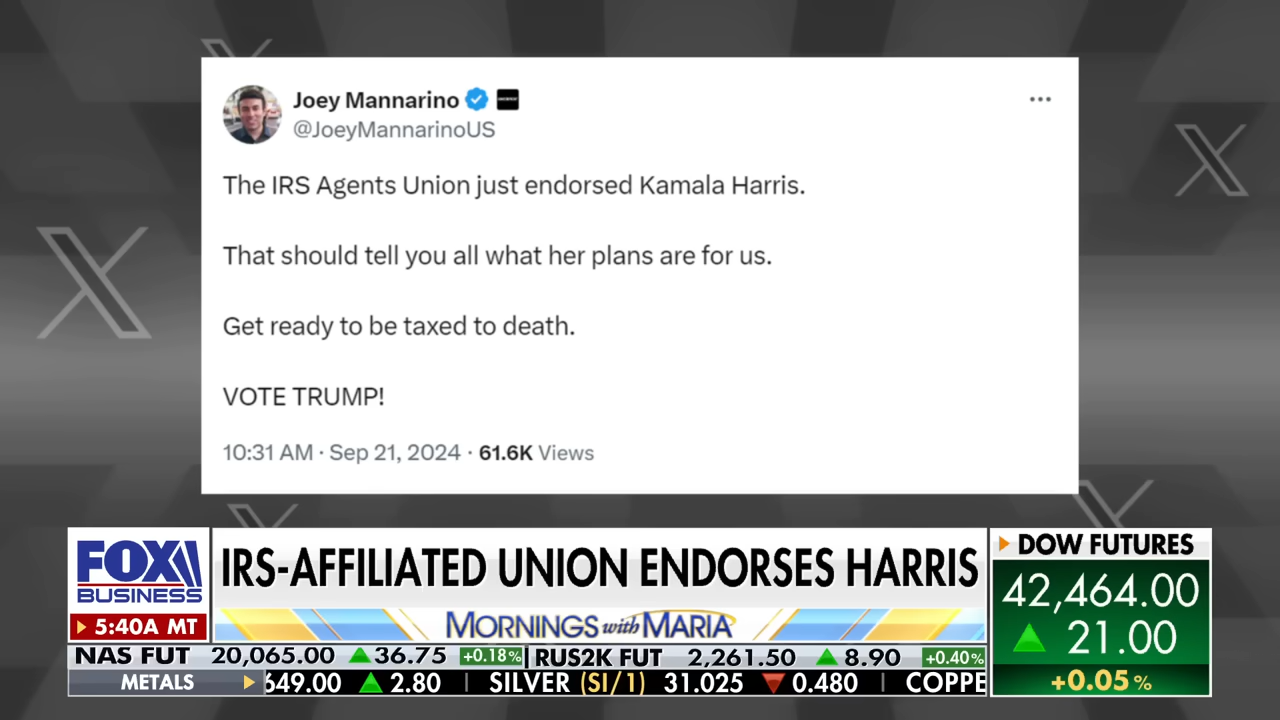 Joey Mannarino
@JoeyMannarinoUS
The IRS Agents Union just endorsed Kamala Harris.
That should tell you all what her plans are for us.
Get ready to be taxed to death.
VOTE TRUMP!
10:31 AM · Sep 21, 2024 · 61.6K Views
FOX
BUSINESS
5:40A MT
IRS-AFFILIATED UNION ENDORSES HARRIS
MORNINGS with MARIA
DOW FUTURES
42,464.00
21.00
+0.05%
NAS FUT 20,065.00 36.75 +0.18% RUS2K FUT 2,261.50 8.90 +0.40%
METALS 649.00 2.80 | SILVER (SI/1) 31.025 0.480 | COPPE